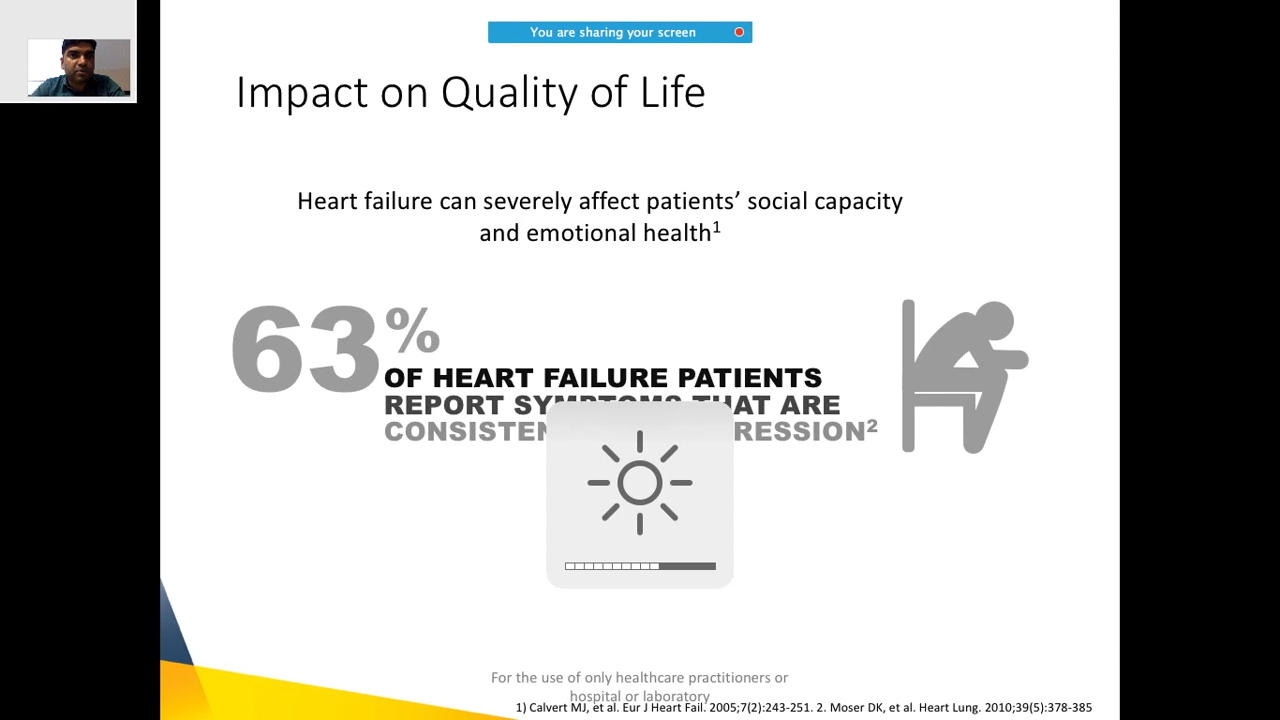 You are sharing your screen
Impact on Quality of Life
Heart failure can severely affect patients’ social capacity
and emotional health1
63%
OF HEART FAILURE PATIENTS
REPORT THAT ARE
2
For the use of only healthcare practitioners or
hospital or laboratory
1) Calvert MJ, et al. Eur J Heart Fail. 2005;7(2):243-251. 2. Moser DK, et al. Heart Lung. 2010;39(5):378-385